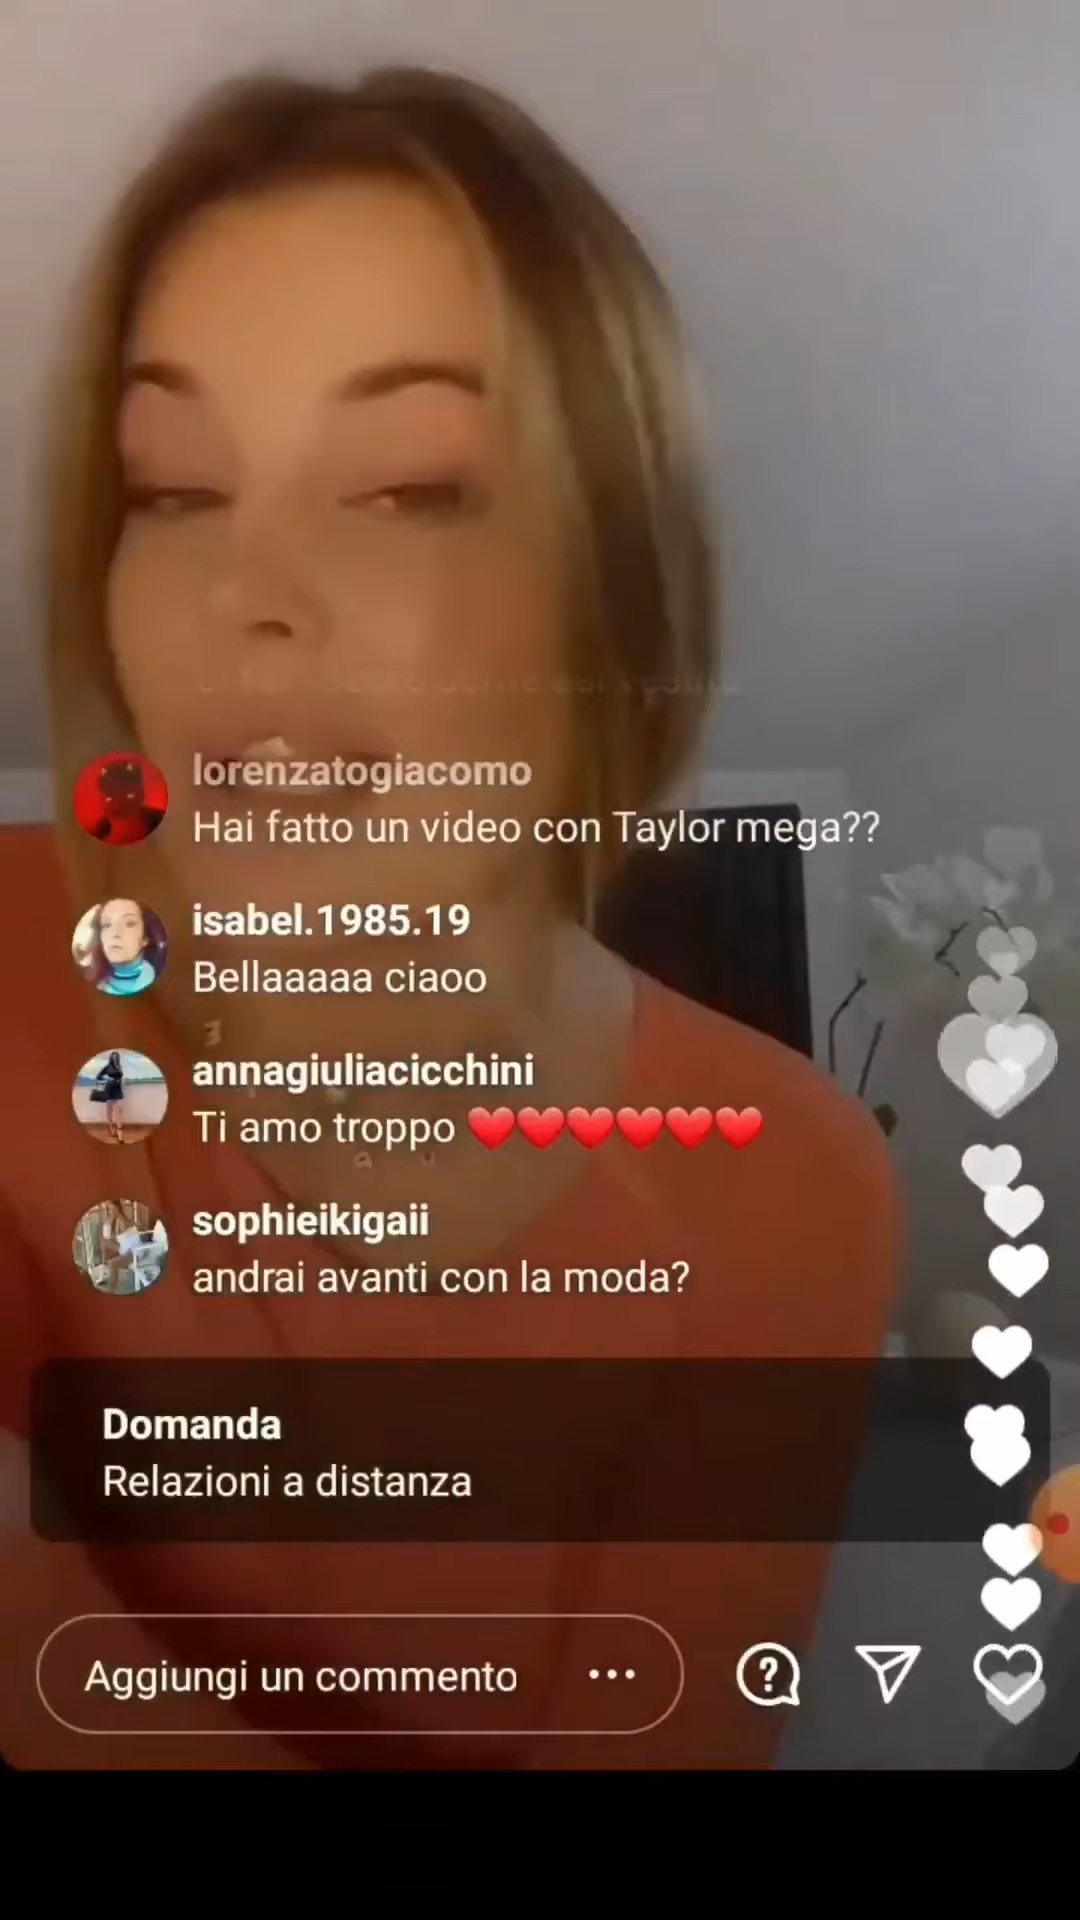 lorenzatogiacomo
Hai fatto un video con Taylor mega??
isabel.1985.19
Bellaaaaa ciaoo
annagiuliacicchini
Ti amo troppo ❤️❤️❤️❤️❤️❤️
sophieikigaii
andrai avanti con la moda?
Domanda
Relazioni a distanza
Aggiungi un commento